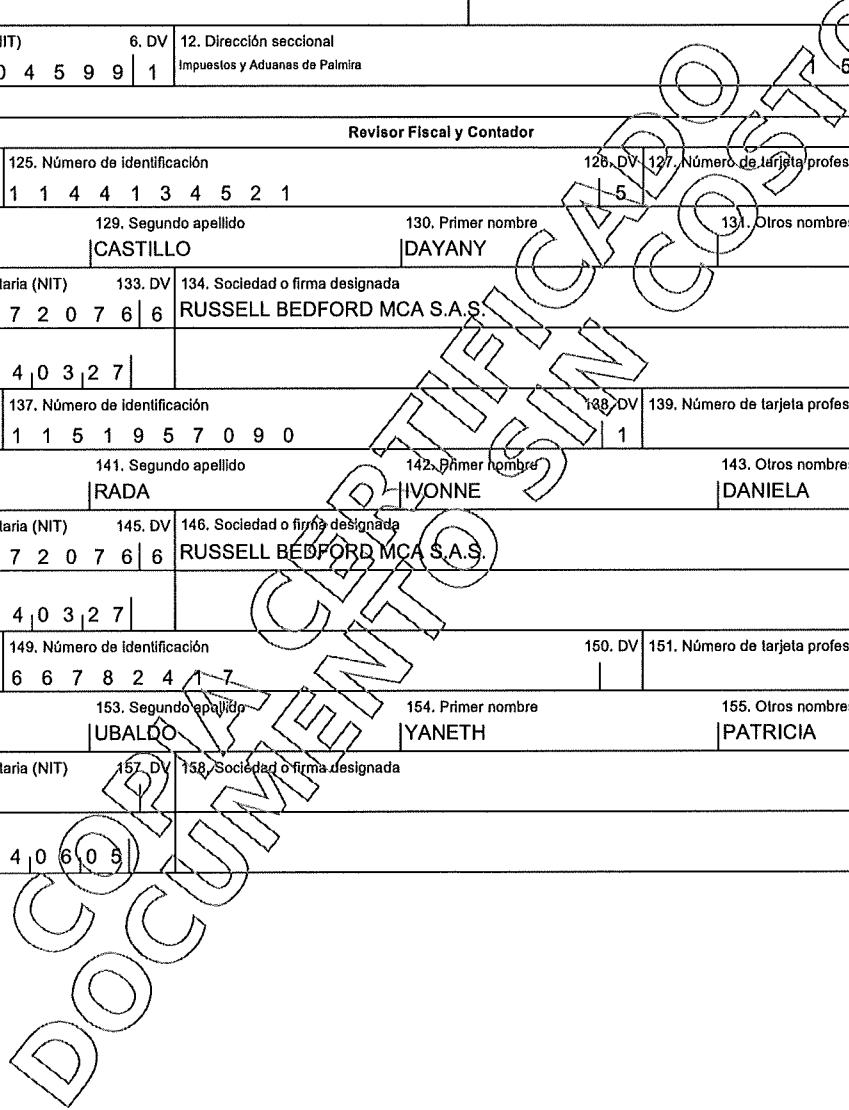 IIT) 6. DV 12. Dirección seccional
0 4 5 9 9 1 Impuestos y Aduanas de Palmira 1 5
Revisor Fiscal y Contador
125. Número de identificación 126. DV 127. Número de tarjeta profes
1 1 4 4 1 3 4 5 2 1 5
129. Segundo apellido 130. Primer nombre 131. Otros nombres
CASTILLO DAYANY
taria (NIT) 133. DV 134. Sociedad o firma designada
7 2 0 7 6 6 RUSSELL BEDFORD MCA S.A.S.
4 0 3 2 7
137. Número de identificación 138. DV 139. Número de tarjeta profes
1 1 5 1 9 5 7 0 9 0 1
141. Segundo apellido 142. Primer nombre 143. Otros nombres
RADA IVONNE DANIELA
taria (NIT) 145. DV 146. Sociedad o firma designada
7 2 0 7 6 6 RUSSELL BEDFORD MCA S.A.S.
4 0 3 2 7
149. Número de identificación 150. DV 151. Número de tarjeta profes
6 6 7 8 2 4 1 7
153. Segundo apellido 154. Primer nombre 155. Otros nombres
UBALDO YANETH PATRICIA
taria (NIT) 157. DV 158. Sociedad o firma designada
4 0 6 0 5
COPIA CERTIFICADO
DOCUMENTO SIN COSTO